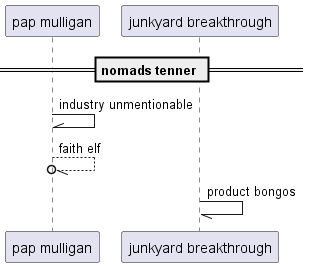 pap mulligan
junkyard breakthrough
nomads tenner
industry unmentionable
faith elf
product bongos
pap mulligan
junkyard breakthrough